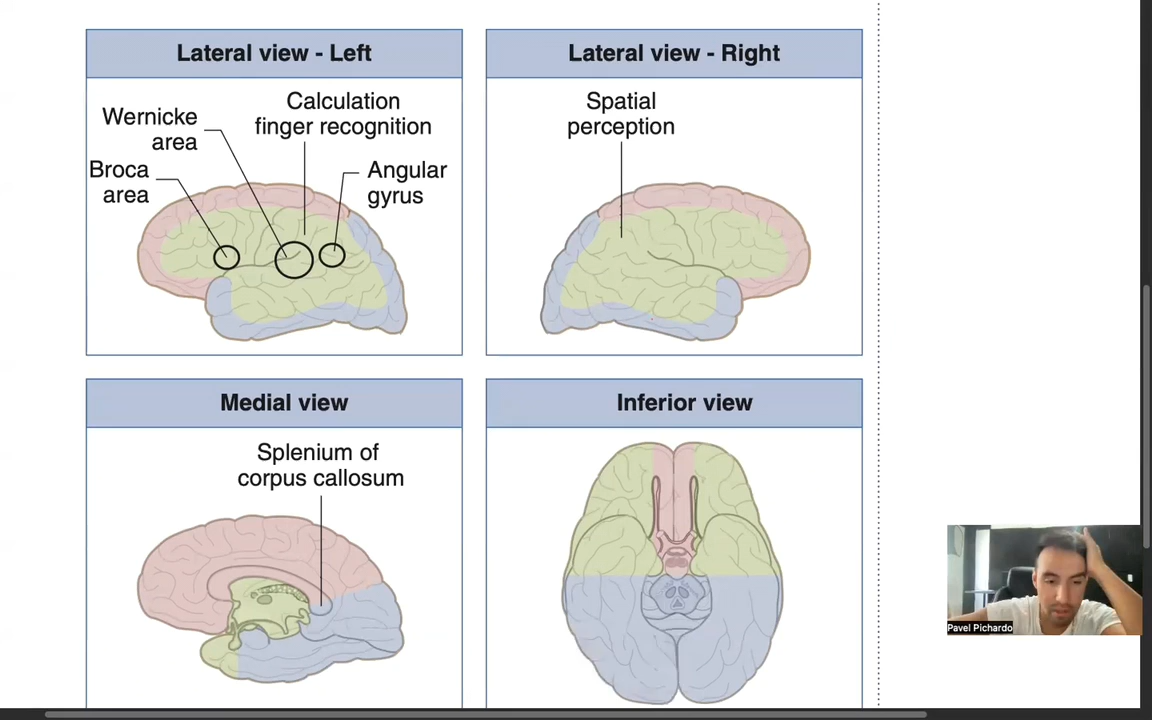 Lateral view - Left
Wernicke
area
Calculation
finger recognition
Broca
area
Angular
gyrus
Lateral view - Right
Spatial
perception
Medial view
Splenium of
corpus callosum
Inferior view
Pavel Pichardo